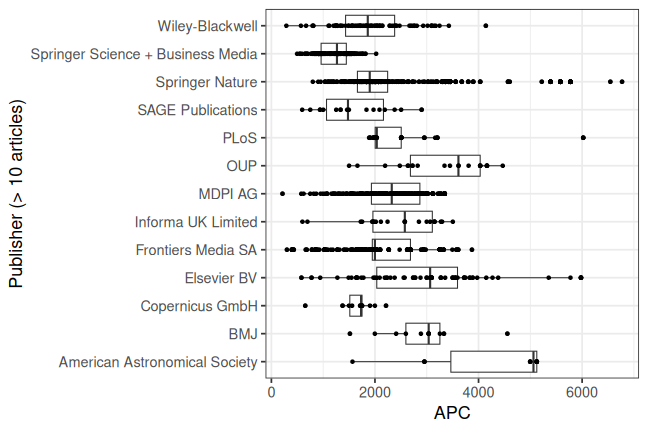 Wiley-Blackwell
Springer Science + Business Media
Springer Nature
SAGE Publications
PLoS
OUP
MDPI AG
Informa UK Limited
Frontiers Media SA
Elsevier BV
Copernicus GmbH
BMJ
American Astronomical Society
Publisher (> 10 articles)
0 2000 4000 6000
APC